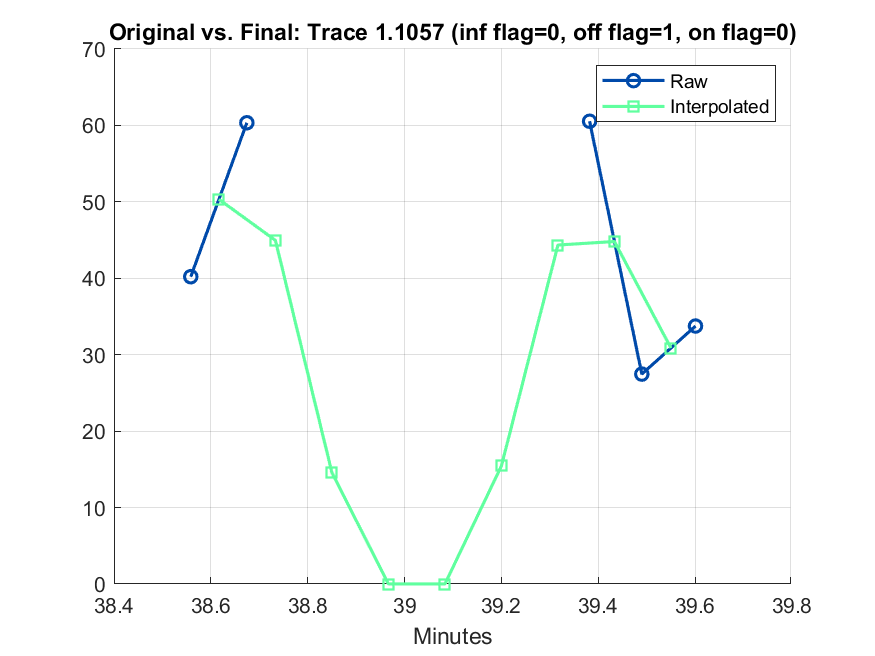 Original vs. Final: Trace 1.1057 (inf flag=0, off flag=1, on flag=0)
70
60
50
40
30
20
10
0
Raw
Interpolated
38.4 38.6 38.8 39 39.2 39.4 39.6 39.8
Minutes